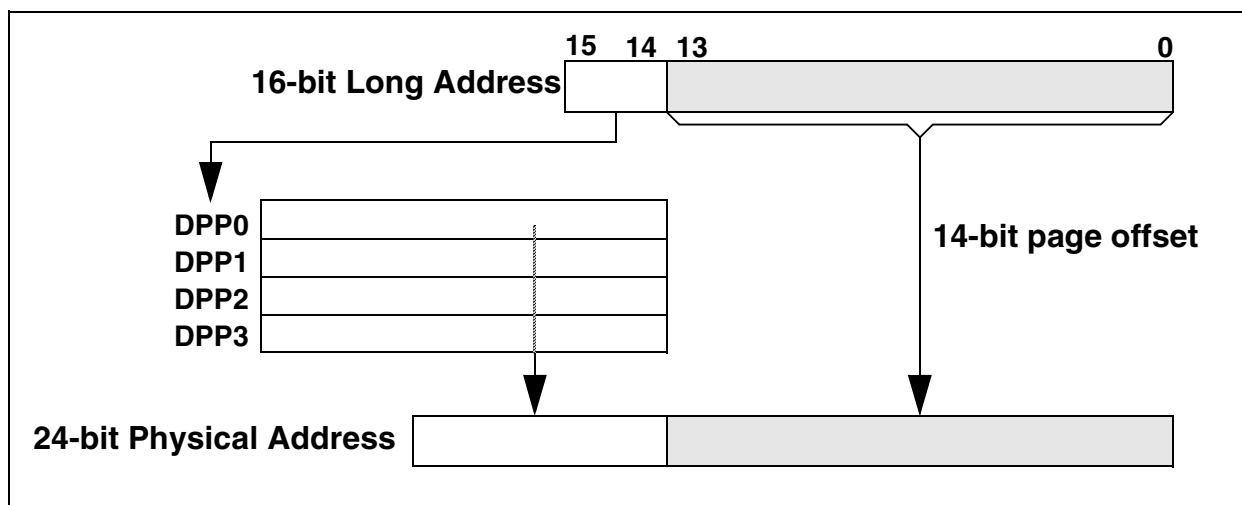 15 14 13 0
16-bit Long Address
DPP0
DPP1
DPP2
DPP3
14-bit page offset
24-bit Physical Address